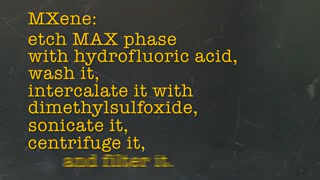 MXene:
etch MAX phase
with hydrofluoric acid,
wash it,
intercalate it with
dimethylsulfoxide,
sonicate it,
centrifuge it,
and filter it.